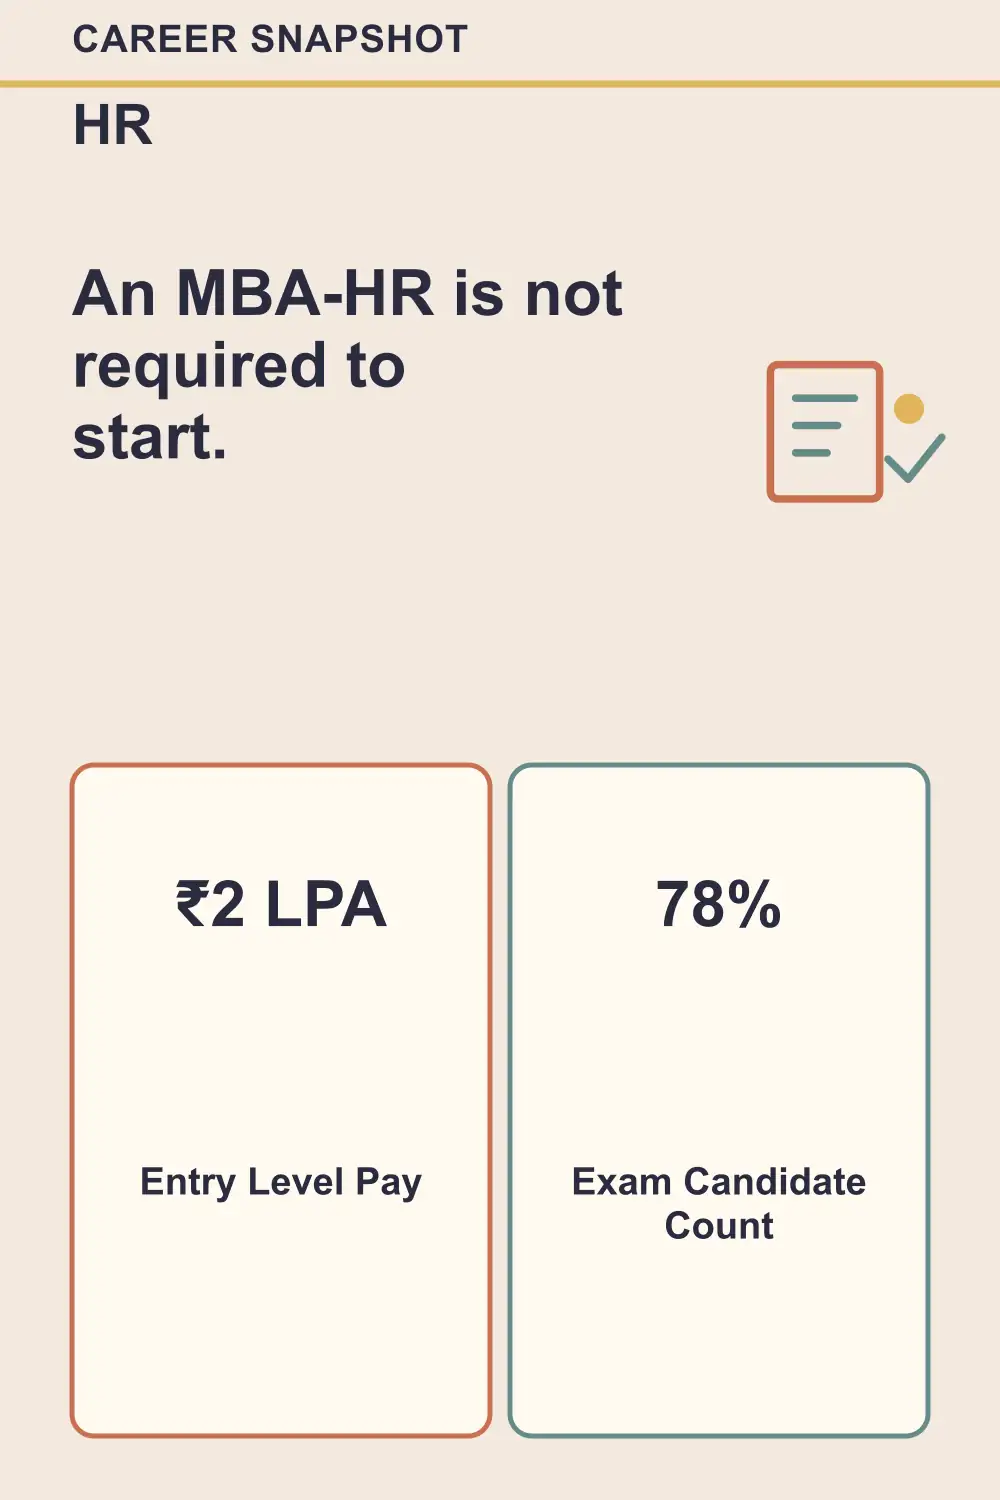 CAREER SNAPSHOT
HR
An MBA-HR is not
required to
start.
₹2 LPA
Entry Level Pay
78%
Exam Candidate
Count